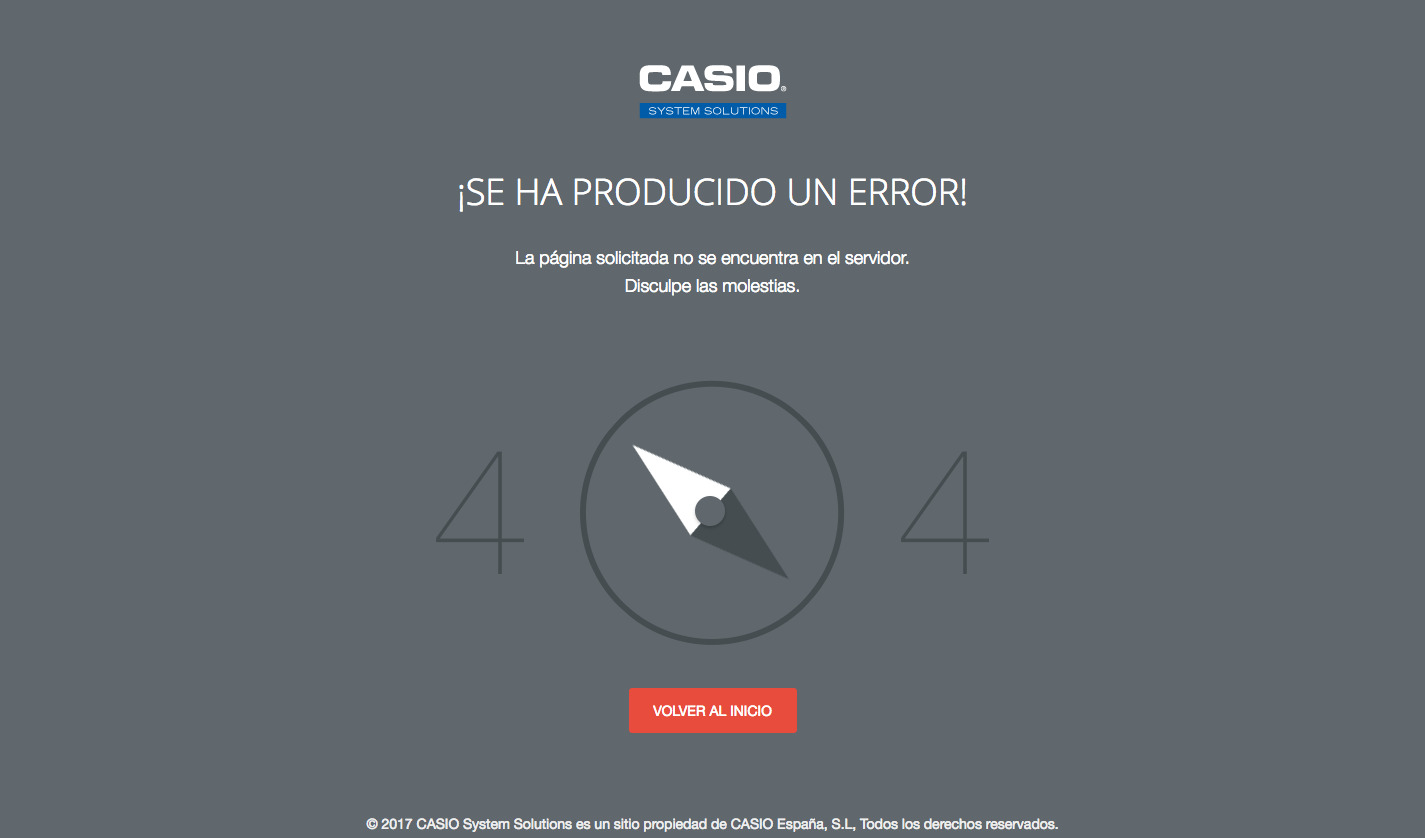 CASIO®
SYSTEM SOLUTIONS
¡SE HA PRODUCIDO UN ERROR!
La página solicitada no se encuentra en el servidor.
Disculpe las molestias.
4 4
VOLVER AL INICIO
© 2017 CASIO System Solutions es un sitio propiedad de CASIO España, S.L, Todos los derechos reservados.